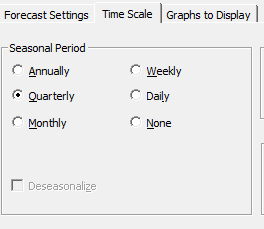 Forecast Settings Time Scale Graphs to Display
Seasonal Period
Annually Weekly
Quarterly Daily
Monthly None
Deseasonalize